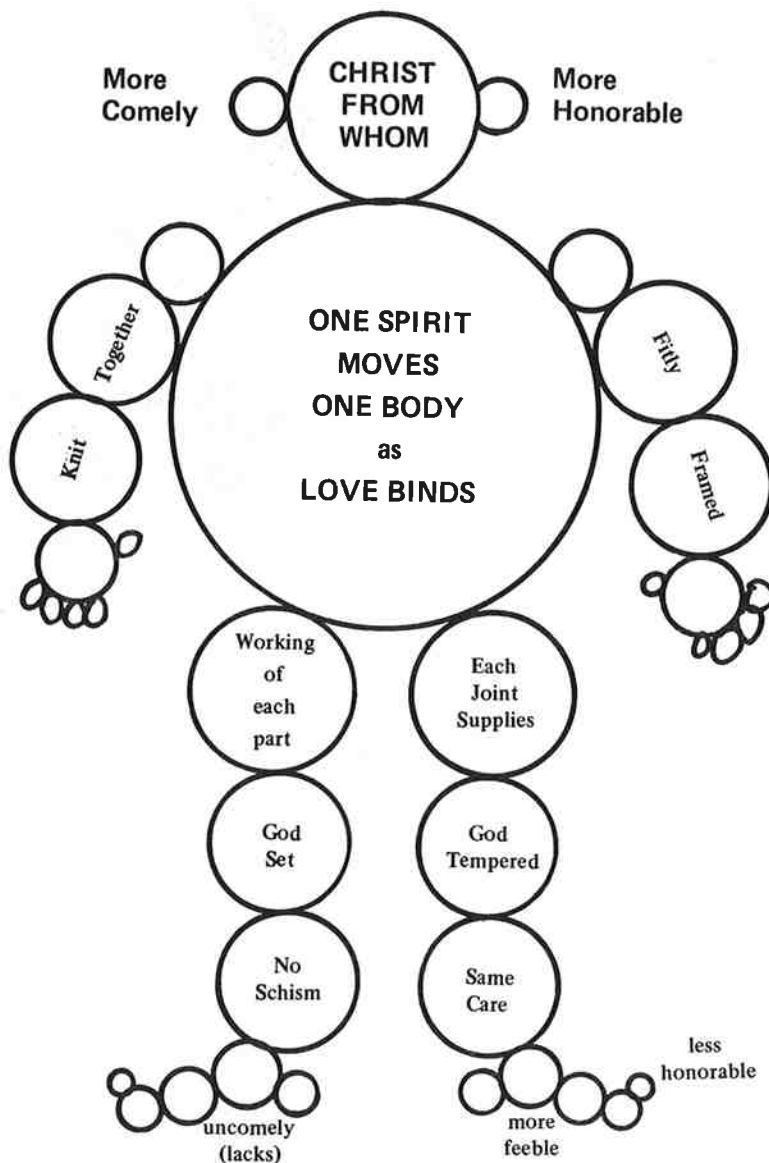 More
Comely
CHRIST
FROM
WHOM
More
Honorable
Together
Knit
ONE SPIRIT
MOVES
ONE BODY
as
LOVE BINDS
Fitly
Framed
Working
of
each
part
Each
Joint
Supplies
God
Set
God
Tempered
No
Schism
Same
Care
uncomely
(lacks)
more
feeble
less
honorable